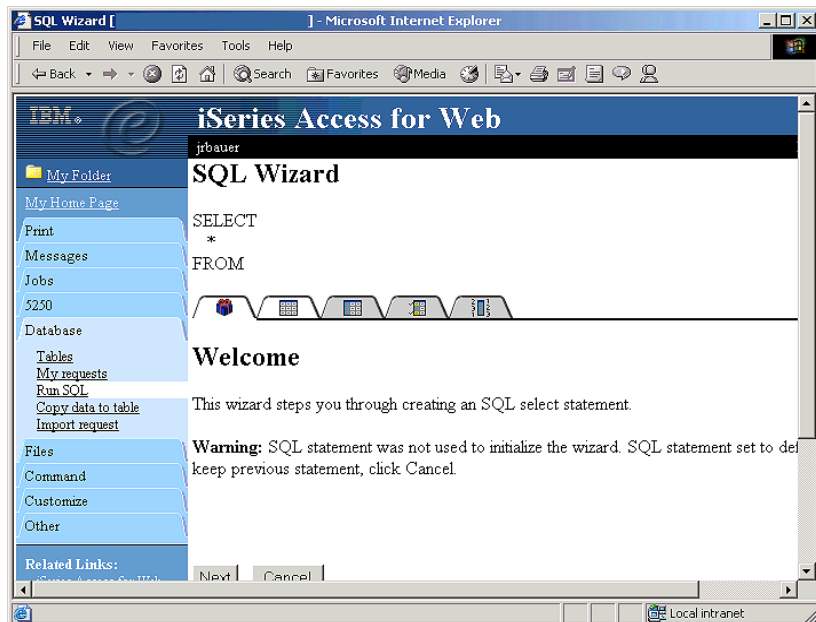 SQL Wizard [ ] - Microsoft Internet Explorer
File Edit View Favorites Tools Help
Back Search Favorites Media
IBM e iSeries Access for Web
jrbauer
My Folder
My Home Page
Print
Messages
Jobs
5250
Database
Tables
My requests
Run SQL
Copy data to table
Import request
Files
Command
Customize
Other
Related Links:
iSeries Access for Web
SQL Wizard
SELECT
*
FROM
Welcome
This wizard steps you through creating an SQL select statement.
Warning: SQL statement was not used to initialize the wizard. SQL statement set to def
keep previous statement, click Cancel.
Next Cancel
Local intranet